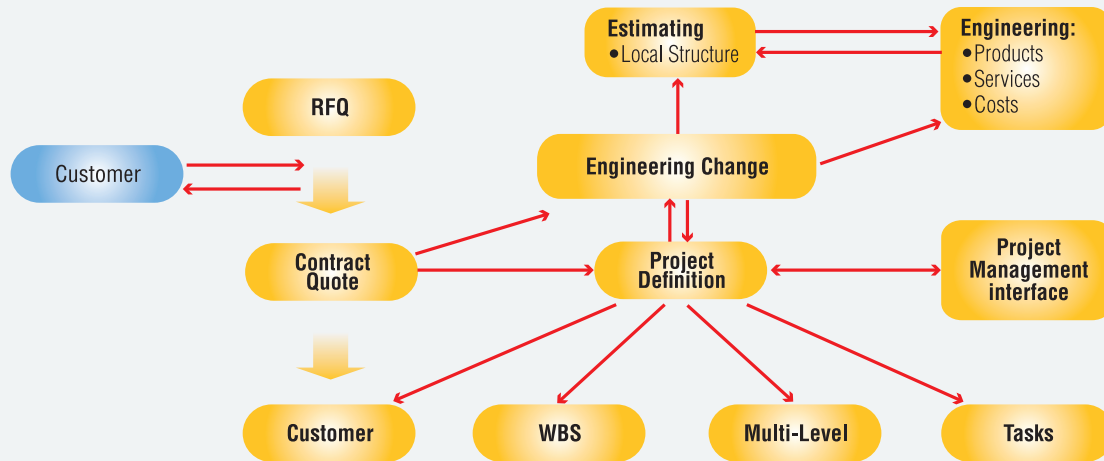 Estimating
•Local Structure
Engineering:
•Products
•Services
•Costs
RFQ
Customer
Engineering Change
Contract
Quote
Project
Definition
Project
Management
interface
Customer
WBS
Multi-Level
Tasks